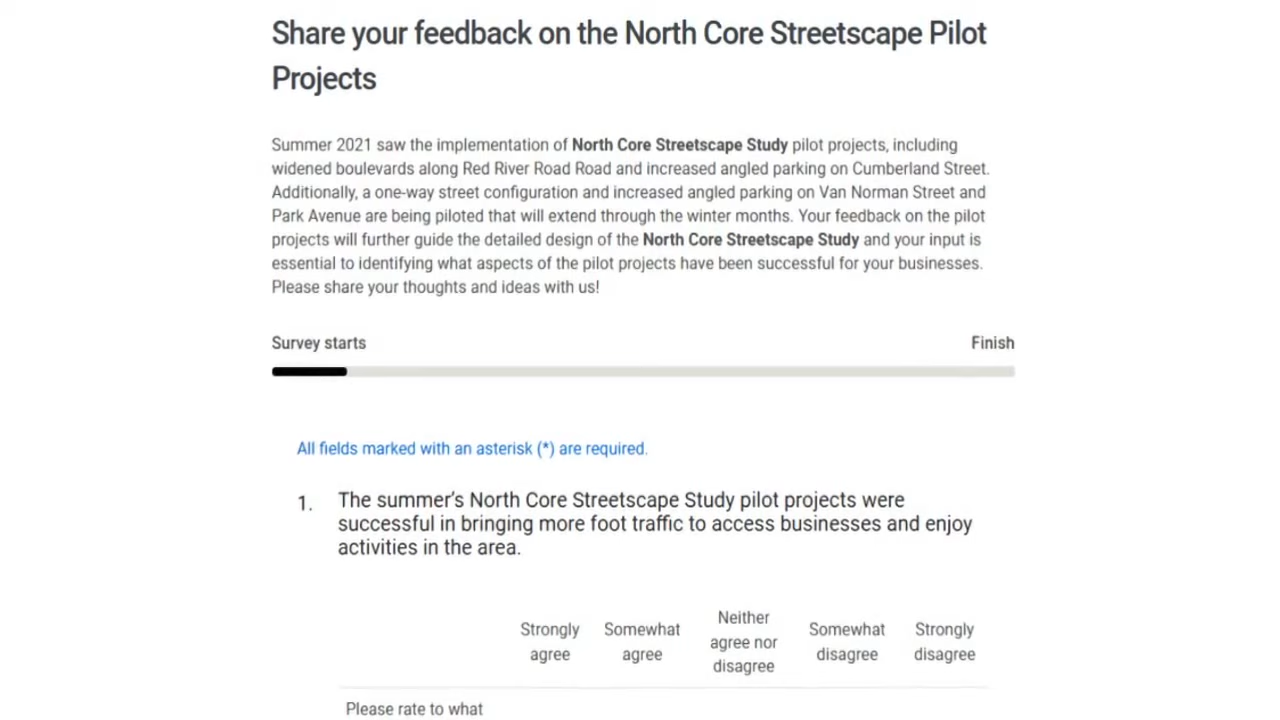 Share your feedback on the North Core Streetscape Pilot
Projects
Summer 2021 saw the implementation of North Core Streetscape Study pilot projects, including
widened boulevards along Red River Road Road and increased angled parking on Cumberland Street.
Additionally, a one-way street configuration and increased angled parking on Van Norman Street and
Park Avenue are being piloted that will extend through the winter months. Your feedback on the pilot
projects will further guide the detailed design of the North Core Streetscape Study and your input is
essential to identifying what aspects of the pilot projects have been successful for your businesses.
Please share your thoughts and ideas with us!
Survey starts Finish
All fields marked with an asterisk (*) are required.
1. The summer's North Core Streetscape Study pilot projects were
successful in bringing more foot traffic to access businesses and enjoy
activities in the area.
Strongly agree
Somewhat agree
Neither agree nor disagree
Somewhat disagree
Strongly disagree
Please rate to what